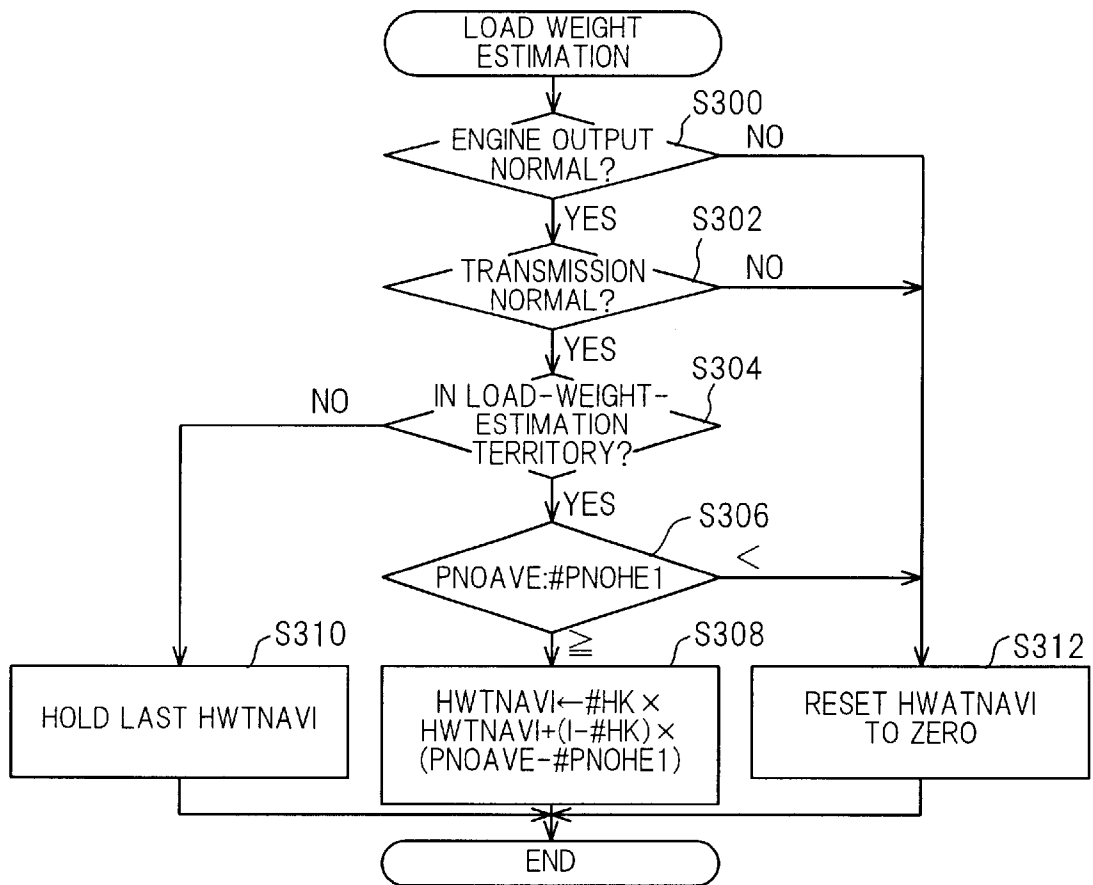 LOAD WEIGHT
ESTIMATION
S300
ENGINE OUTPUT
NORMAL?
NO
YES
S302
TRANSMISSION
NORMAL?
NO
YES
S304
IN LOAD-WEIGHT-
ESTIMATION
TERRITORY?
NO
YES
S306
PNOAVE:#PNOHE1
<
≧
S310
HOLD LAST HWTNAVI
S308
HWTNAVI←#HK ×
HWTNAVI+(I-#HK) ×
(PNOAVE-#PNOHE1)
S312
RESET HWATNAVI
TO ZERO
END